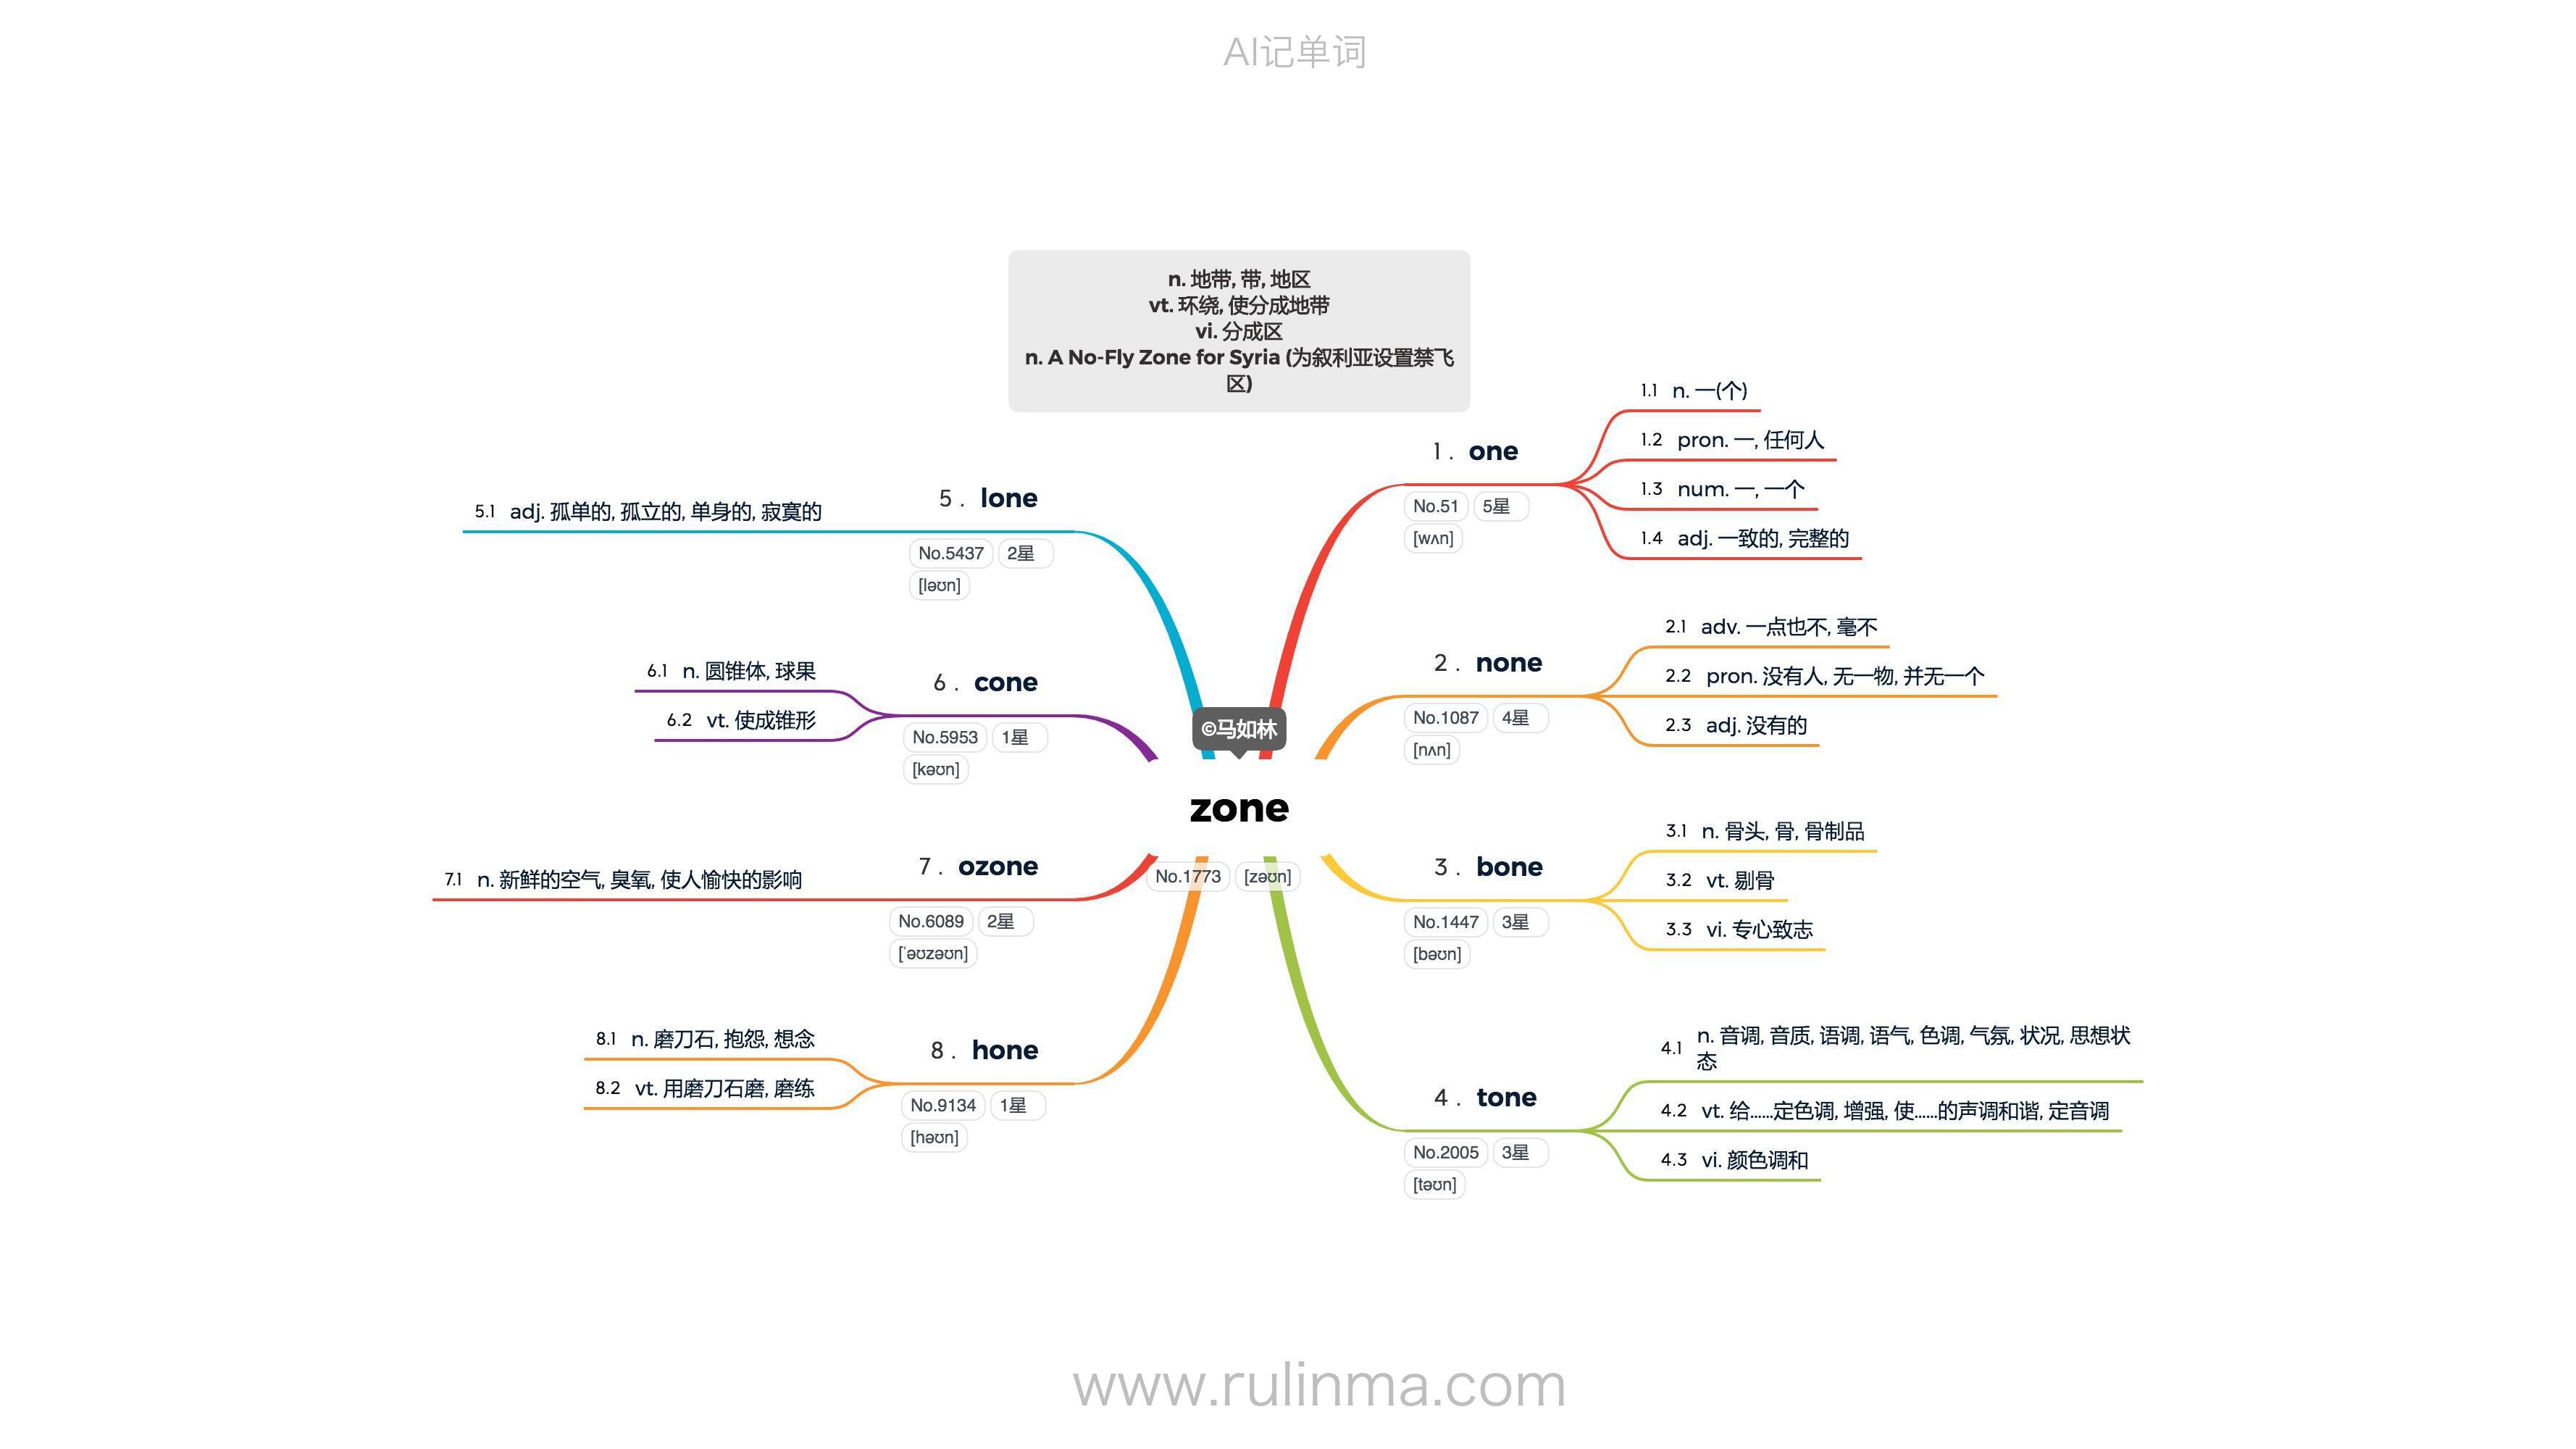 AI记单词
n. 地带, 带, 地区
vt. 环绕, 使分成地带
vi. 分成区
n. A No-Fly Zone for Syria (为叙利亚设置禁飞
区)
©马如林
zone
No.1773 [zəʊn]
1 . one
No.51 5星
[wʌn]
1.1 n. 一(个)
1.2 pron. 一, 任何人
1.3 num. 一, 一个
1.4 adj. 一致的, 完整的
2 . none
No.1087 4星
[nʌn]
2.1 adv. 一点也不, 毫不
2.2 pron. 没有人, 无一物, 并无一个
2.3 adj. 没有的
3 . bone
No.1447 3星
[bəʊn]
3.1 n. 骨头, 骨, 骨制品
3.2 vt. 剔骨
3.3 vi. 专心致志
4 . tone
No.2005 3星
[təʊn]
4.1 n. 音调, 音质, 语调, 语气, 色调, 气氛, 状况, 思想状
态
4.2 vt. 给......定色调, 增强, 使......的声调和谐, 定音调
4.3 vi. 颜色调和
5 . lone
No.5437 2星
[ləʊn]
5.1 adj. 孤单的, 孤立的, 单身的, 寂寞的
6 . cone
No.5953 1星
[kəʊn]
6.1 n. 圆锥体, 球果
6.2 vt. 使成锥形
7 . ozone
No.6089 2星
[ˈəʊzəʊn]
7.1 n. 新鲜的空气, 臭氧, 使人愉快的影响
8 . hone
No.9134 1星
[həʊn]
8.1 n. 磨刀石, 抱怨, 想念
8.2 vt. 用磨刀石磨, 磨练
www.rulinma.com